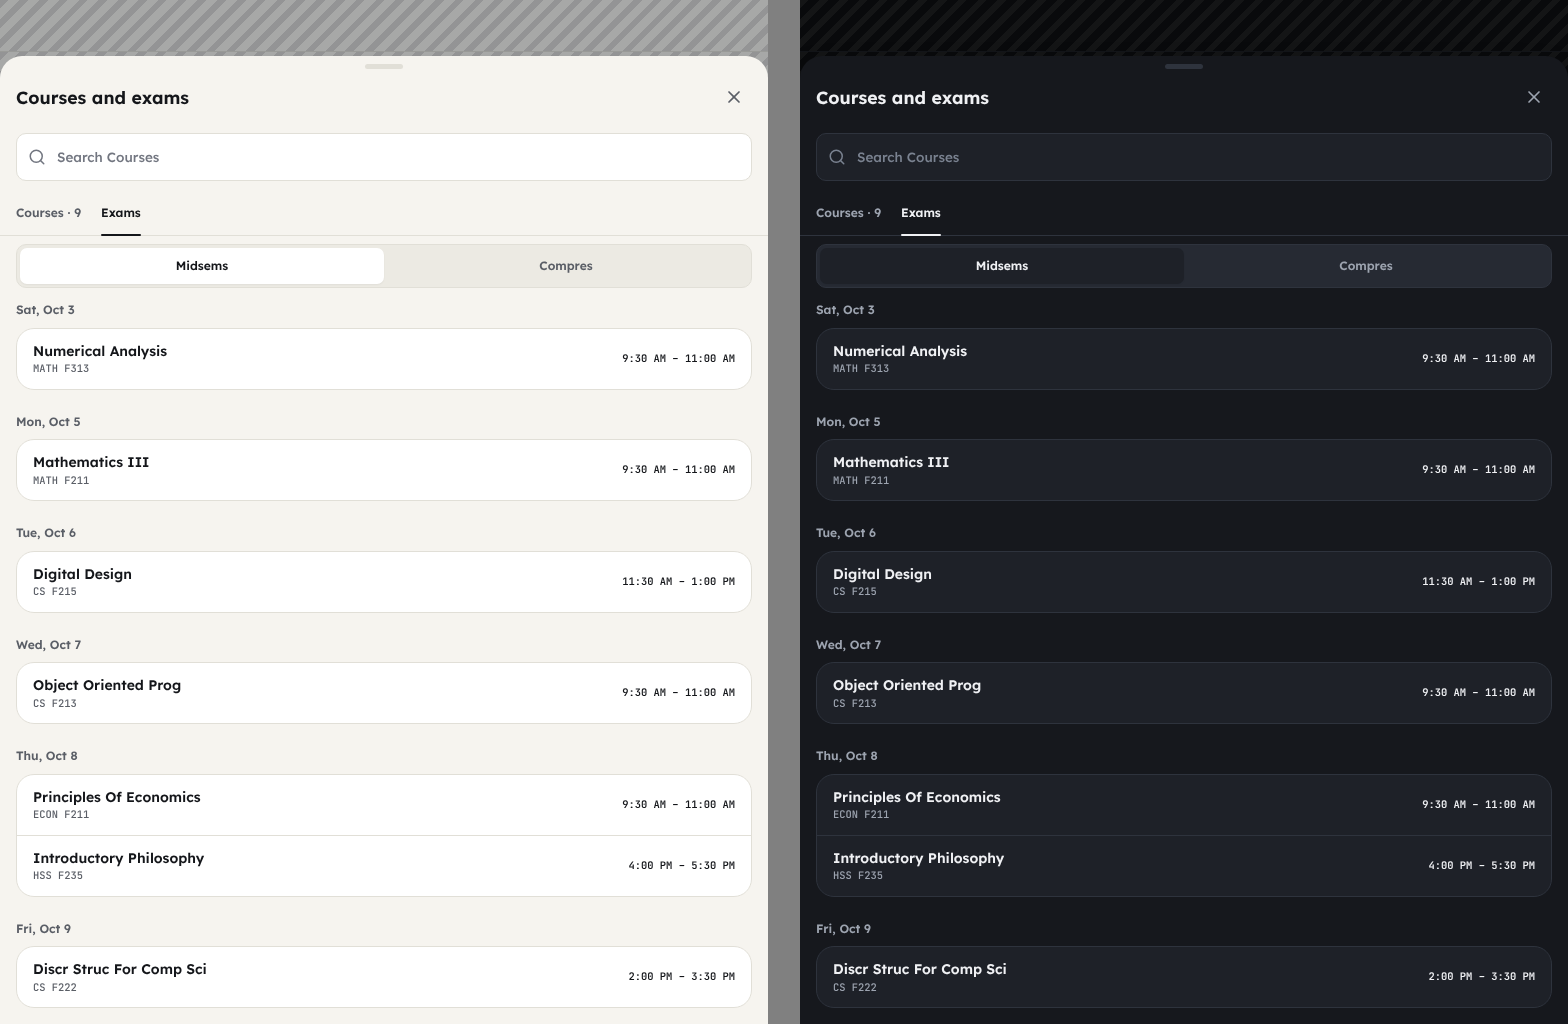 Courses and exams
Search Courses
Courses · 9 Exams
Midsems Compres
Sat, Oct 3
Numerical Analysis
MATH F313
9:30 AM – 11:00 AM
Mon, Oct 5
Mathematics III
MATH F211
9:30 AM – 11:00 AM
Tue, Oct 6
Digital Design
CS F215
11:30 AM – 1:00 PM
Wed, Oct 7
Object Oriented Prog
CS F213
9:30 AM – 11:00 AM
Thu, Oct 8
Principles Of Economics
ECON F211
9:30 AM – 11:00 AM
Introductory Philosophy
HSS F235
4:00 PM – 5:30 PM
Fri, Oct 9
Discr Struc For Comp Sci
CS F222
2:00 PM – 3:30 PM
Courses and exams
Search Courses
Courses · 9 Exams
Midsems Compres
Sat, Oct 3
Numerical Analysis
MATH F313
9:30 AM – 11:00 AM
Mon, Oct 5
Mathematics III
MATH F211
9:30 AM – 11:00 AM
Tue, Oct 6
Digital Design
CS F215
11:30 AM – 1:00 PM
Wed, Oct 7
Object Oriented Prog
CS F213
9:30 AM – 11:00 AM
Thu, Oct 8
Principles Of Economics
ECON F211
9:30 AM – 11:00 AM
Introductory Philosophy
HSS F235
4:00 PM – 5:30 PM
Fri, Oct 9
Discr Struc For Comp Sci
CS F222
2:00 PM – 3:30 PM